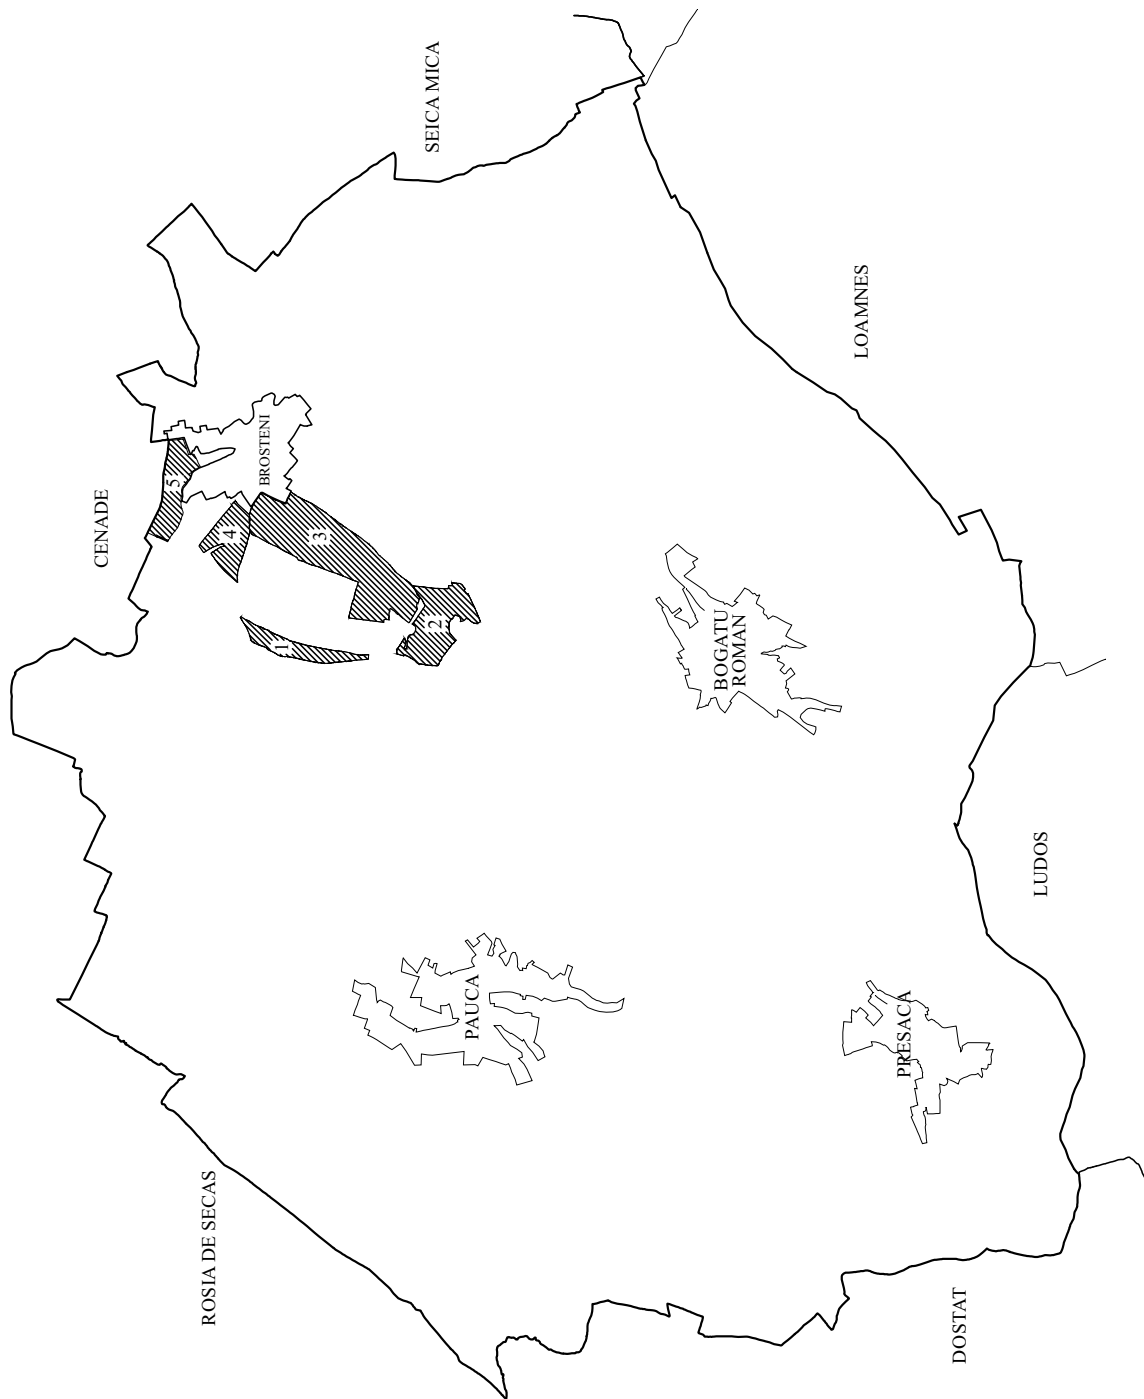 ROSIA DE SECAS
CENADE
SEICA MICA
5
4
BROSTENI
3
1
2
PAUCA
BOGATU
ROMAN
LOAMNES
PRESACA
DOSTAT
LUDOS